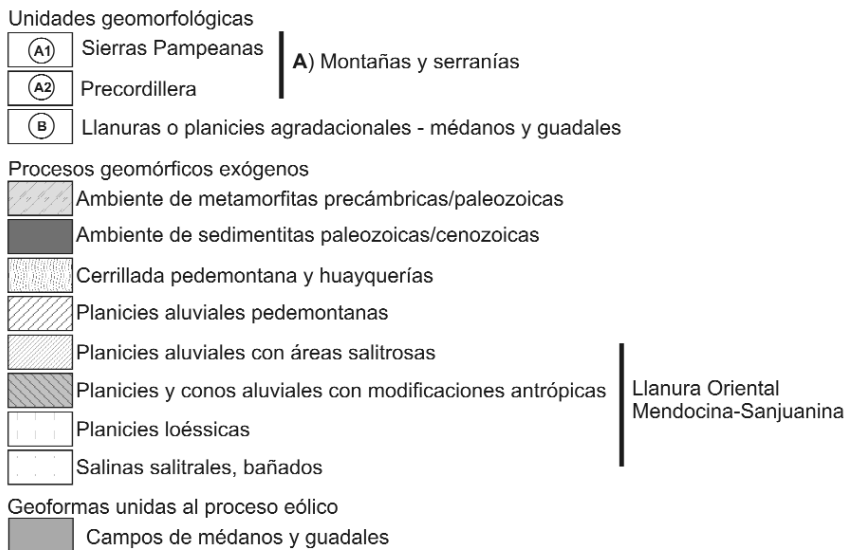 Unidades geomorfológicas
A1 Sierras Pampeanas
A) Montañas y serranías
A2 Precordillera
B Llanuras o planicies agradacionales - médanos y guadales
Procesos geomórficos exógenos
Ambiente de metamorfitas precámbricas/paleozoicas
Ambiente de sedimentitas paleozoicas/cenozoicas
Cerrillada pedemontana y huayquerías
Planicies aluviales pedemontanas
Planicies aluviales con áreas salitrosas
Planicies y conos aluviales con modificaciones antrópicas
Llanura Oriental
Mendocina-Sanjuanina
Planicies loéssicas
Salinas salitrales, bañados
Geoformas unidas al proceso eólico
Campos de médanos y guadales